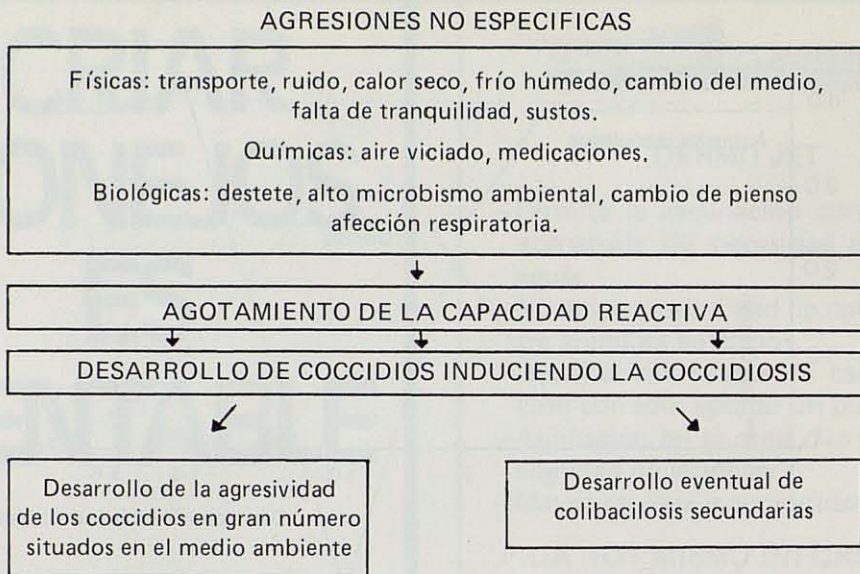 AGRESIONES NO ESPECIFICAS
Físicas: transporte, ruido, calor seco, frío húmedo, cambio del medio,
falta de tranquilidad, sustos.
Químicas: aire viciado, medicaciones.
Biológicas: destete, alto microbismo ambiental, cambio de pienso
afección respiratoria.
AGOTAMIENTO DE LA CAPACIDAD REACTIVA
DESARROLLO DE COCCIDIOS INDUCIENDO LA COCCIDIOSIS
Desarrollo de la agresividad
de los coccidios en gran número
situados en el medio ambiente
Desarrollo eventual de
colibacilosis secundarias